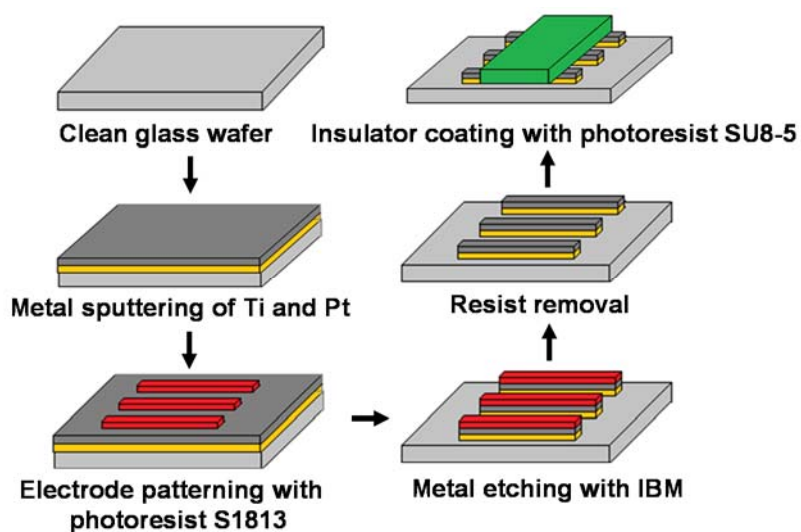 Clean glass wafer
Metal sputtering of Ti and Pt
Electrode patterning with
photoresist S1813
Metal etching with IBM
Resist removal
Insulator coating with photoresist SU8-5